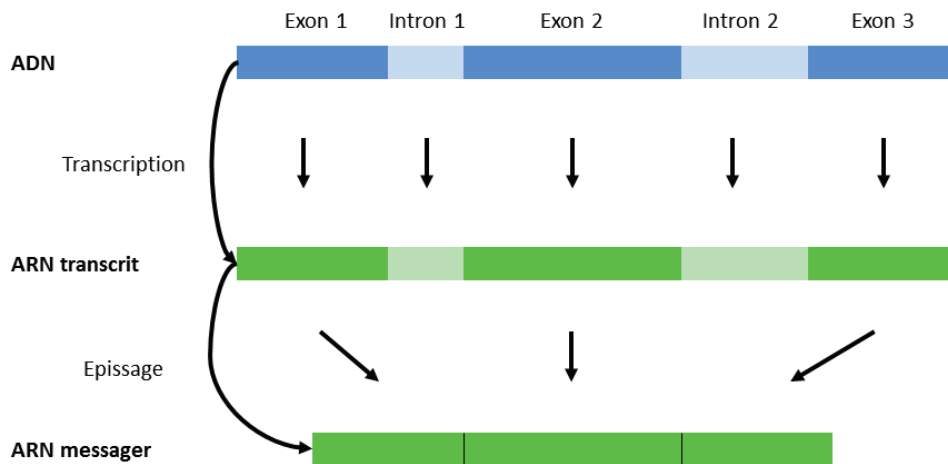 Exon 1 Intron 1 Exon 2 Intron 2 Exon 3
ADN
Transcription
ARN transcrit
Epissage
ARN messager